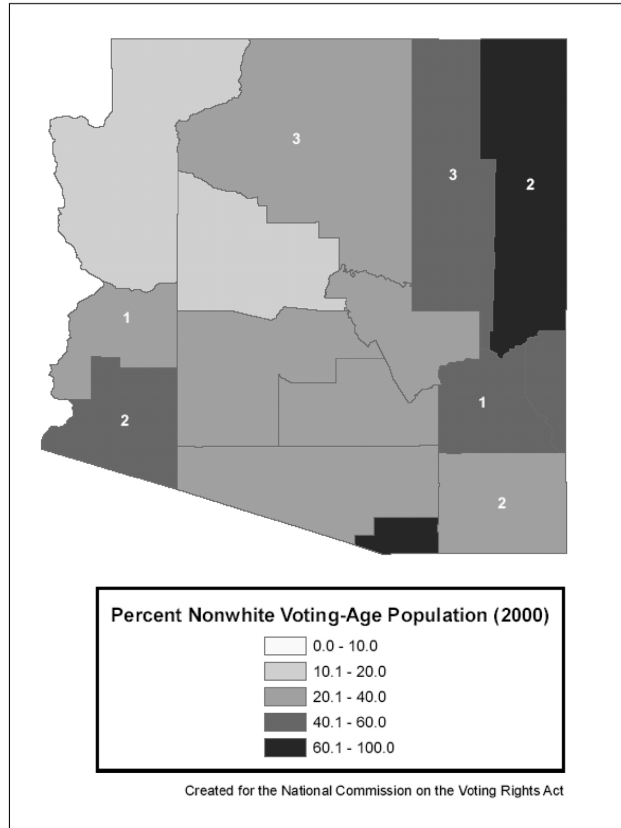 3
3
2
1
2
1
2
Percent Nonwhite Voting-Age Population (2000)
0.0 - 10.0
10.1 - 20.0
20.1 - 40.0
40.1 - 60.0
60.1 - 100.0
Created for the National Commission on the Voting Rights Act